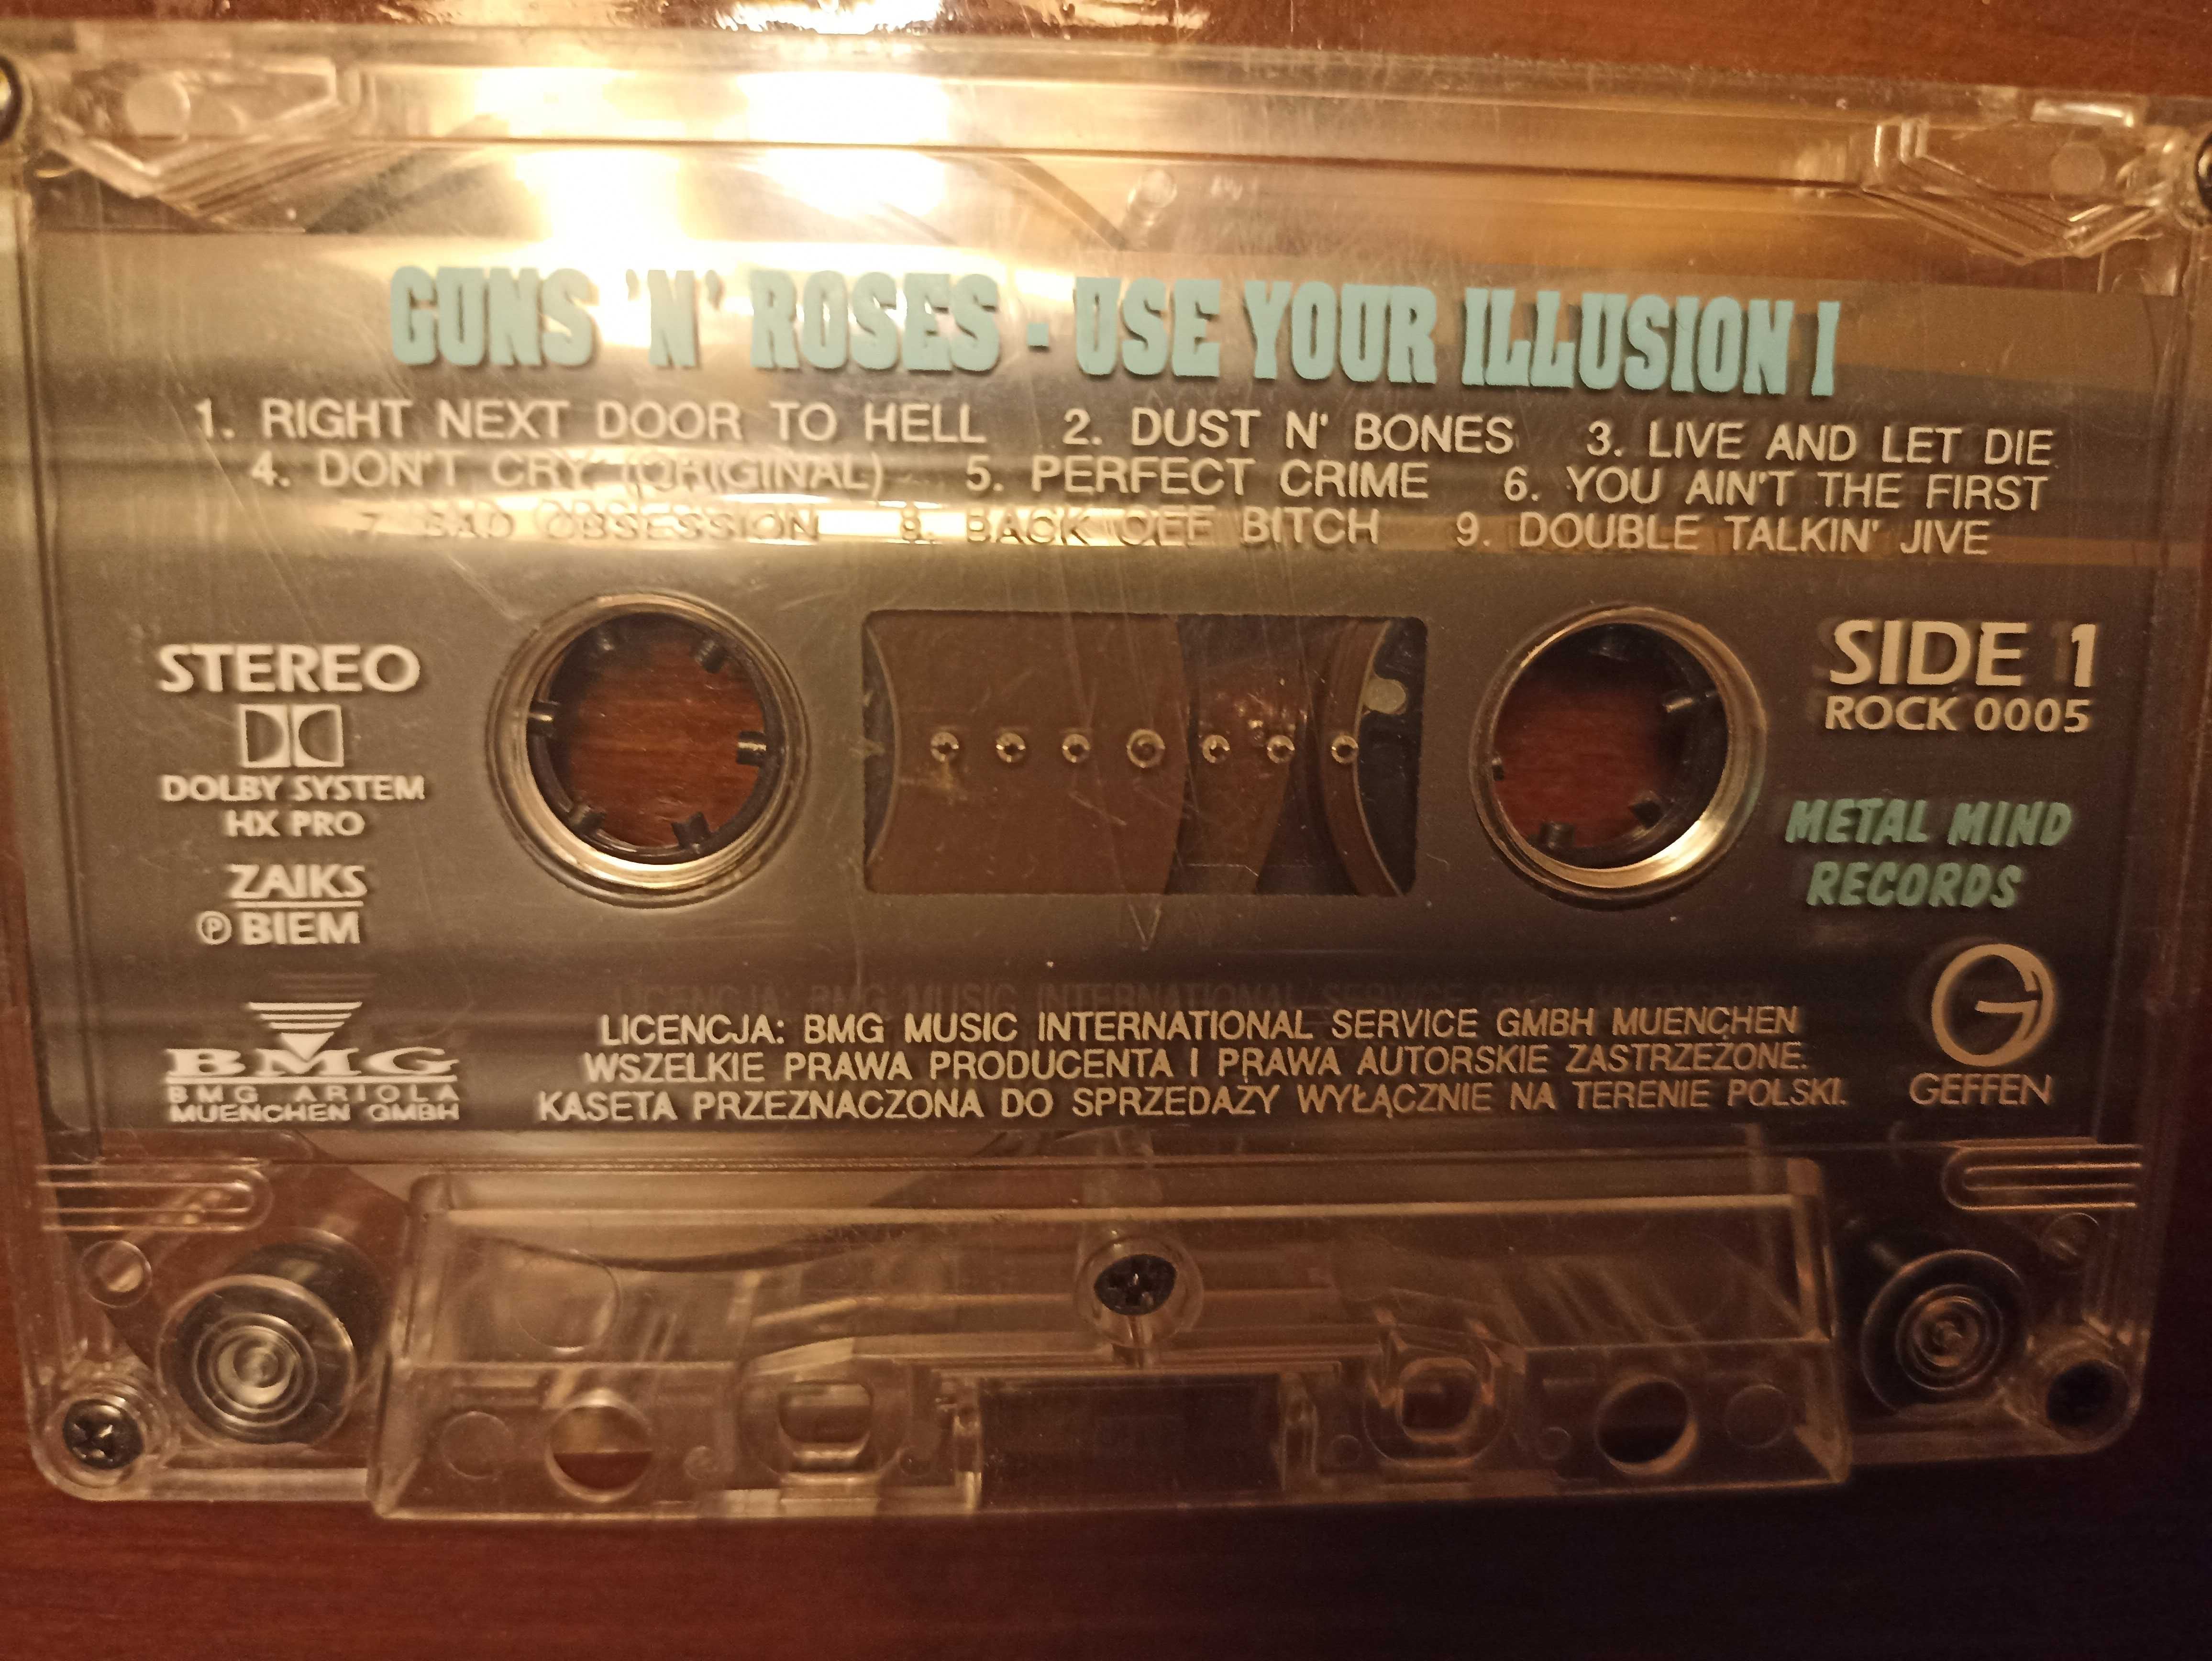 GUNS 'N' ROSES - USE YOUR ILLUSION I
1. RIGHT NEXT DOOR TO HELL 2. DUST N' BONES 3. LIVE AND LET DIE
4. DON'T CRY (ORIGINAL) 5. PERFECT CRIME 6. YOU AIN'T THE FIRST
7. BAD OBSESSION 8. BACK OFF BITCH 9. DOUBLE TALKIN' JIVE
STEREO
DOLBY SYSTEM
HX PRO
ZAIKS
℗ BIEM
SIDE 1
ROCK 0005
METAL MIND
RECORDS
BMG
BMG ARIOLA
MUENCHEN GMBH
LICENCJA: BMG MUSIC INTERNATIONAL SERVICE GMBH MUENCHEN
WSZELKIE PRAWA PRODUCENTA I PRAWA AUTORSKIE ZASTRZEŻONE.
KASETA PRZEZNACZONA DO SPRZEDAŻY WYŁĄCZNIE NA TERENIE POLSKI.
G
GEFFEN